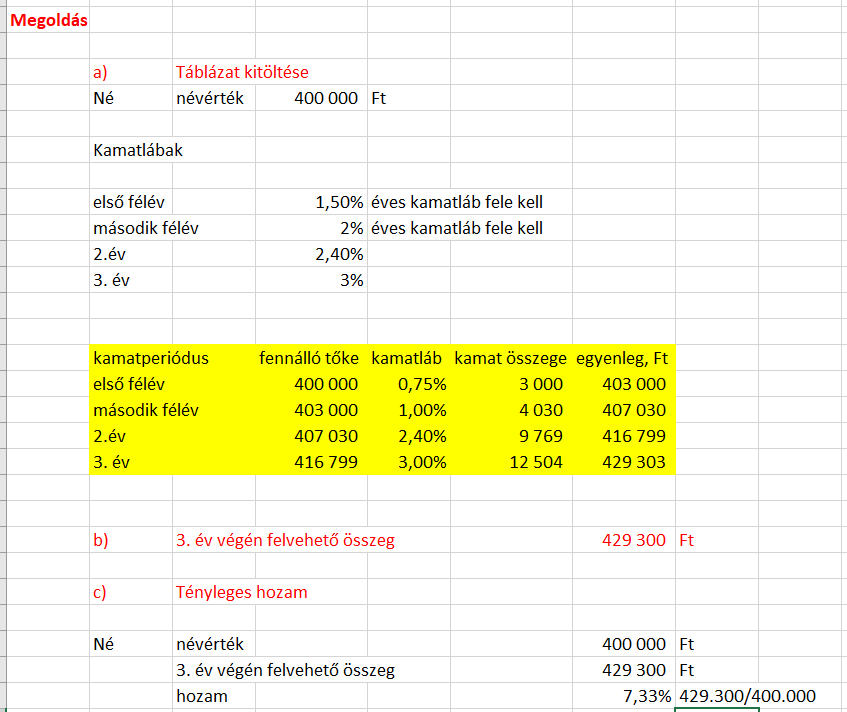 Megoldás
a) Táblázat kitöltése
Né névérték 400 000 Ft
Kamatlábak
első félév 1,50% éves kamatláb fele kell
második félév 2% éves kamatláb fele kell
2.év 2,40%
3. év 3%
kamatperiódus fennálló tőke kamatláb kamat összege egyenleg, Ft
első félév 400 000 0,75% 3 000 403 000
második félév 403 000 1,00% 4 030 407 030
2.év 407 030 2,40% 9 769 416 799
3. év 416 799 3,00% 12 504 429 303
b) 3. év végén felvehető összeg 429 300 Ft
c) Tényleges hozam
Né névérték 400 000 Ft
3. év végén felvehető összeg 429 300 Ft
hozam 7,33% 429.300/400.000